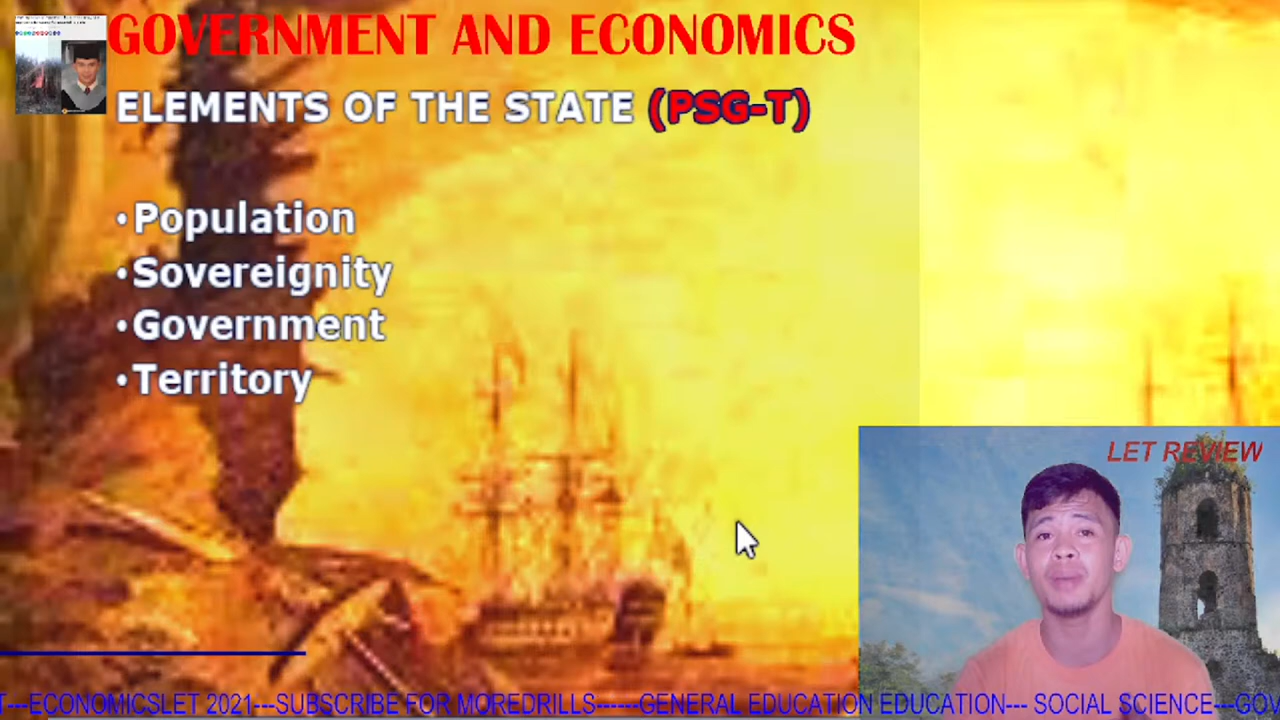 GOVERNMENT AND ECONOMICS
ELEMENTS OF THE STATE (PSG-T)
•Population
•Sovereignity
•Government
•Territory
LET REVIEW
T---ECONOMICSLET 2021---SUBSCRIBE FOR MOREDRILLS------GENERAL EDUCATION EDUCATION--- SOCIAL SCIENCE---GOV